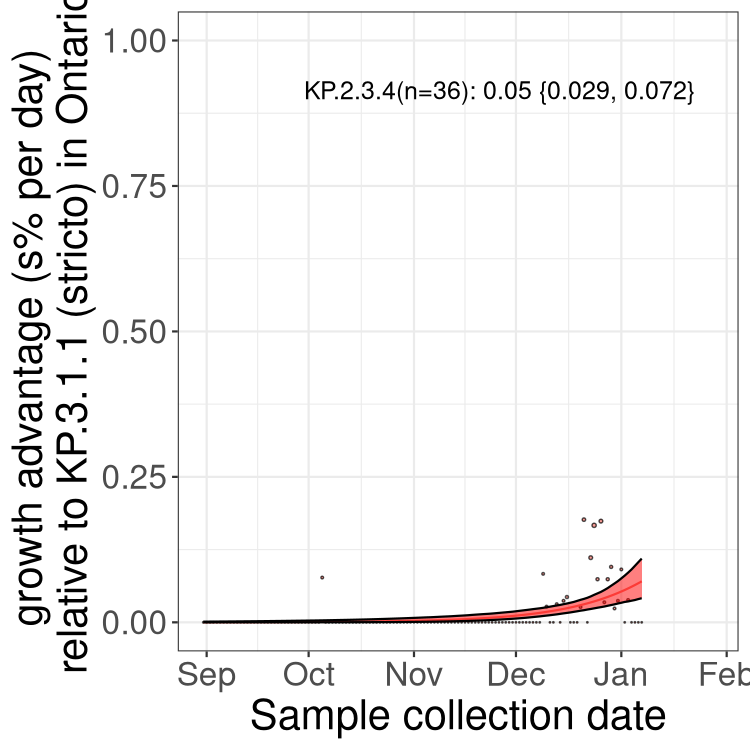 growth advantage (s% per day)
relative to KP.3.1.1 (stricto) in Ontario
1.00
KP.2.3.4(n=36): 0.05 {0.029, 0.072}
0.75
0.50
0.25
0.00
Sep Oct Nov Dec Jan Feb
Sample collection date